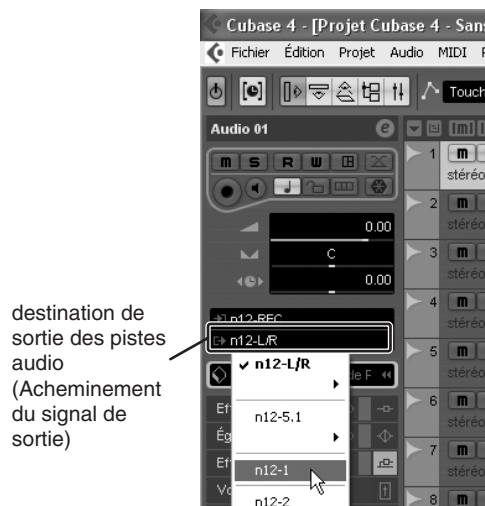 Cubase 4 - [Projet Cubase 4 - Sans
Fichier Édition Projet Audio MIDI
Touch
Audio 01
m S R W
1 m
stéréo
0.00
2 m
stéréo
C
3 m
stéréo
0.00
4 m
stéréo
n12-REC
n12-L/R
destination de
sortie des pistes
audio
(Acheminement
du signal de
sortie)
5 m
stéréo
✓ n12-L/R
de F
n12-5.1
6 m
stéréo
n12-1
7 m
stéréo
n12-2
8 m